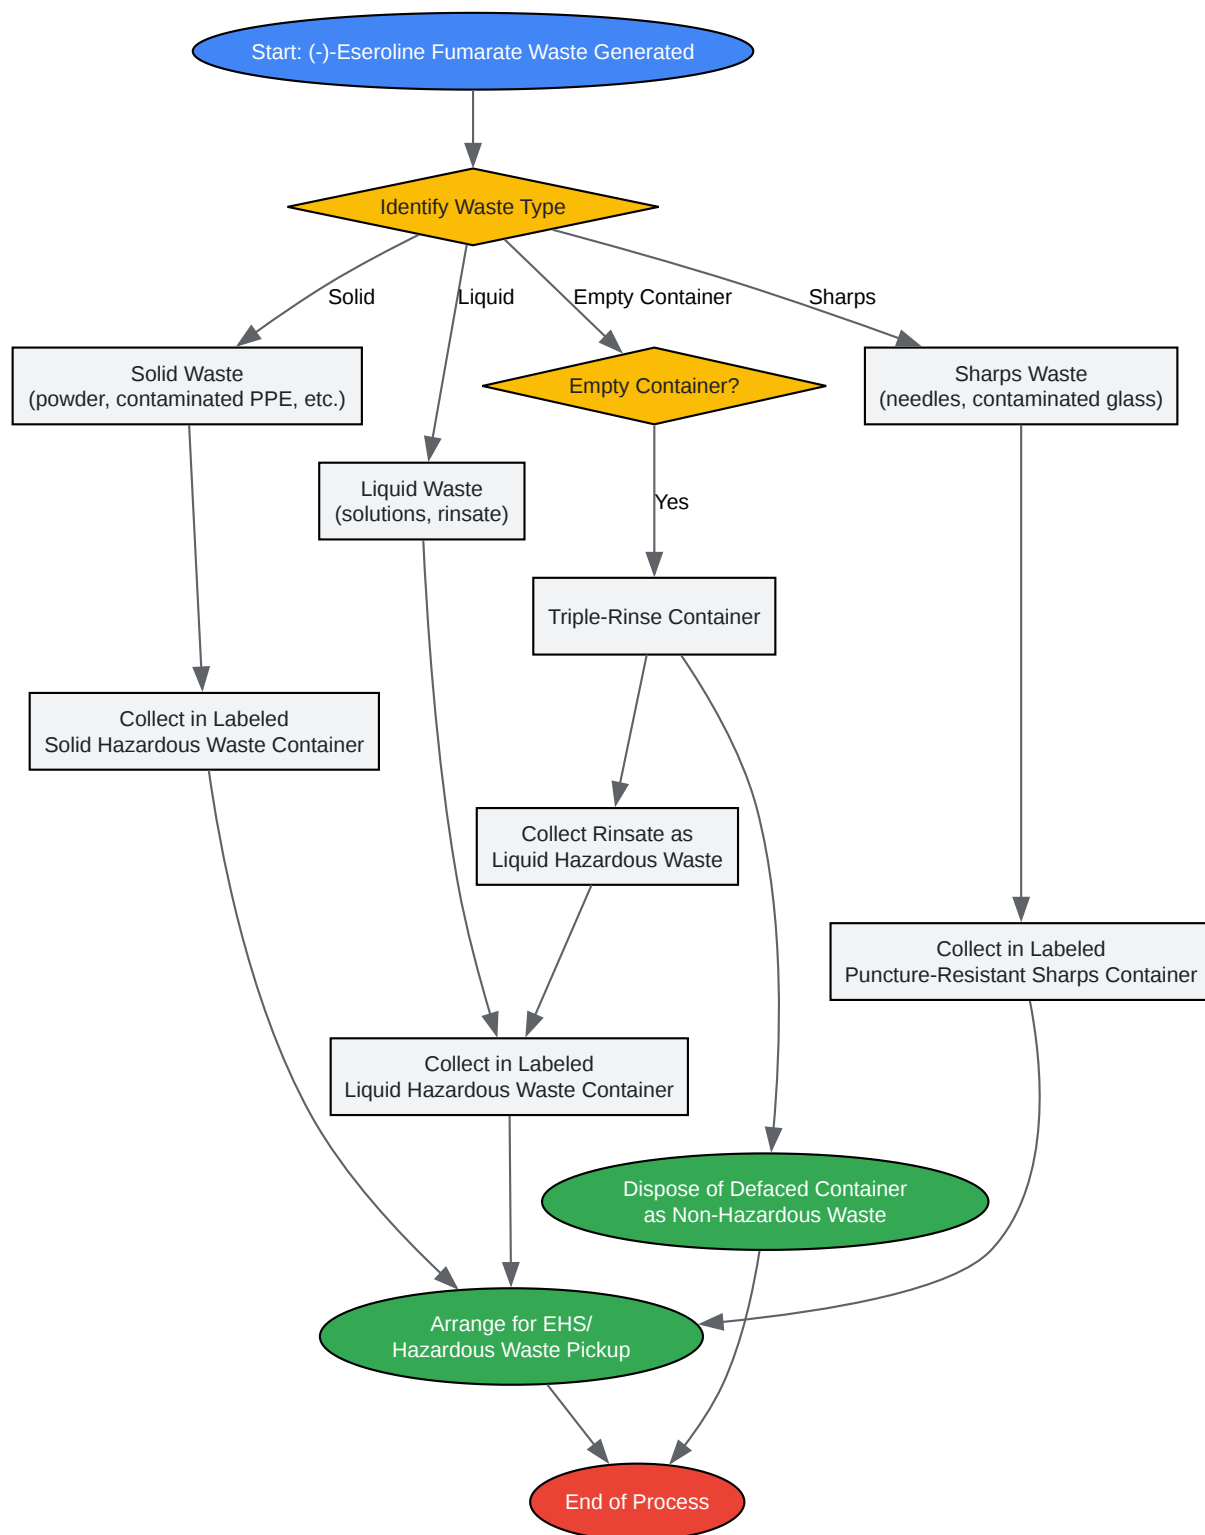 Start: (-)-Eseroline Fumarate Waste Generated
Identify Waste Type
Solid
Liquid
Empty Container
Sharps
Solid Waste
(powder, contaminated PPE, etc.)
Empty Container?
Sharps Waste
(needles, contaminated glass)
Liquid Waste
(solutions, rinsate)
Yes
Triple-Rinse Container
Collect in Labeled
Solid Hazardous Waste Container
Collect Rinsate as
Liquid Hazardous Waste
Collect in Labeled
Puncture-Resistant Sharps Container
Collect in Labeled
Liquid Hazardous Waste Container
Dispose of Defaced Container
as Non-Hazardous Waste
Arrange for EHS/
Hazardous Waste Pickup
End of Process